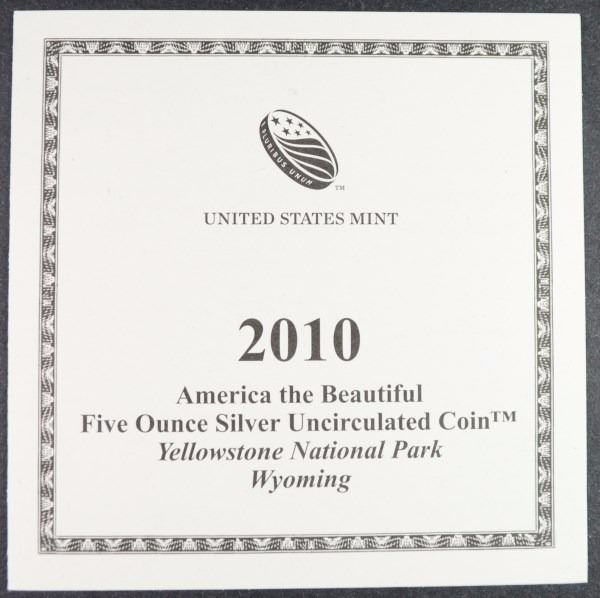 E PLURIBUS UNUM
TM
UNITED STATES MINT
2010
America the Beautiful
Five Ounce Silver Uncirculated Coin™
Yellowstone National Park
Wyoming